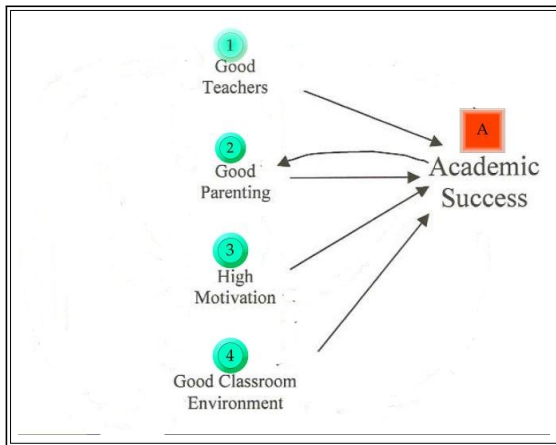 1
Good
Teachers
A
Academic
Success
2
Good
Parenting
3
High
Motivation
4
Good Classroom
Environment